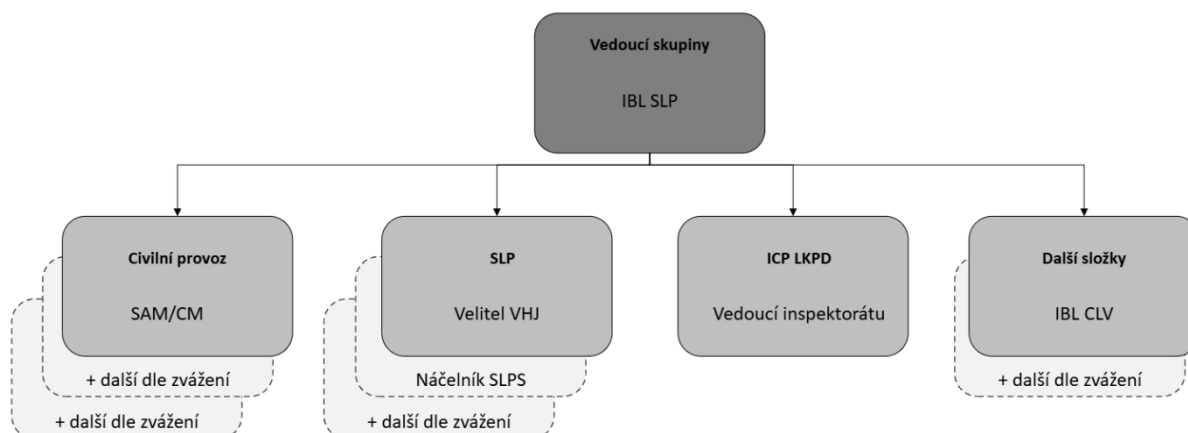 Vedoucí skupiny
IBL SLP
Civilní provoz
SAM/CM
+ další dle zvážení
+ další dle zvážení
SLP
Velitel VHJ
Náčelník SLPS
+ další dle zvážení
ICP LKPD
Vedoucí inspektorátu
Další složky
IBL CLV
+ další dle zvážení